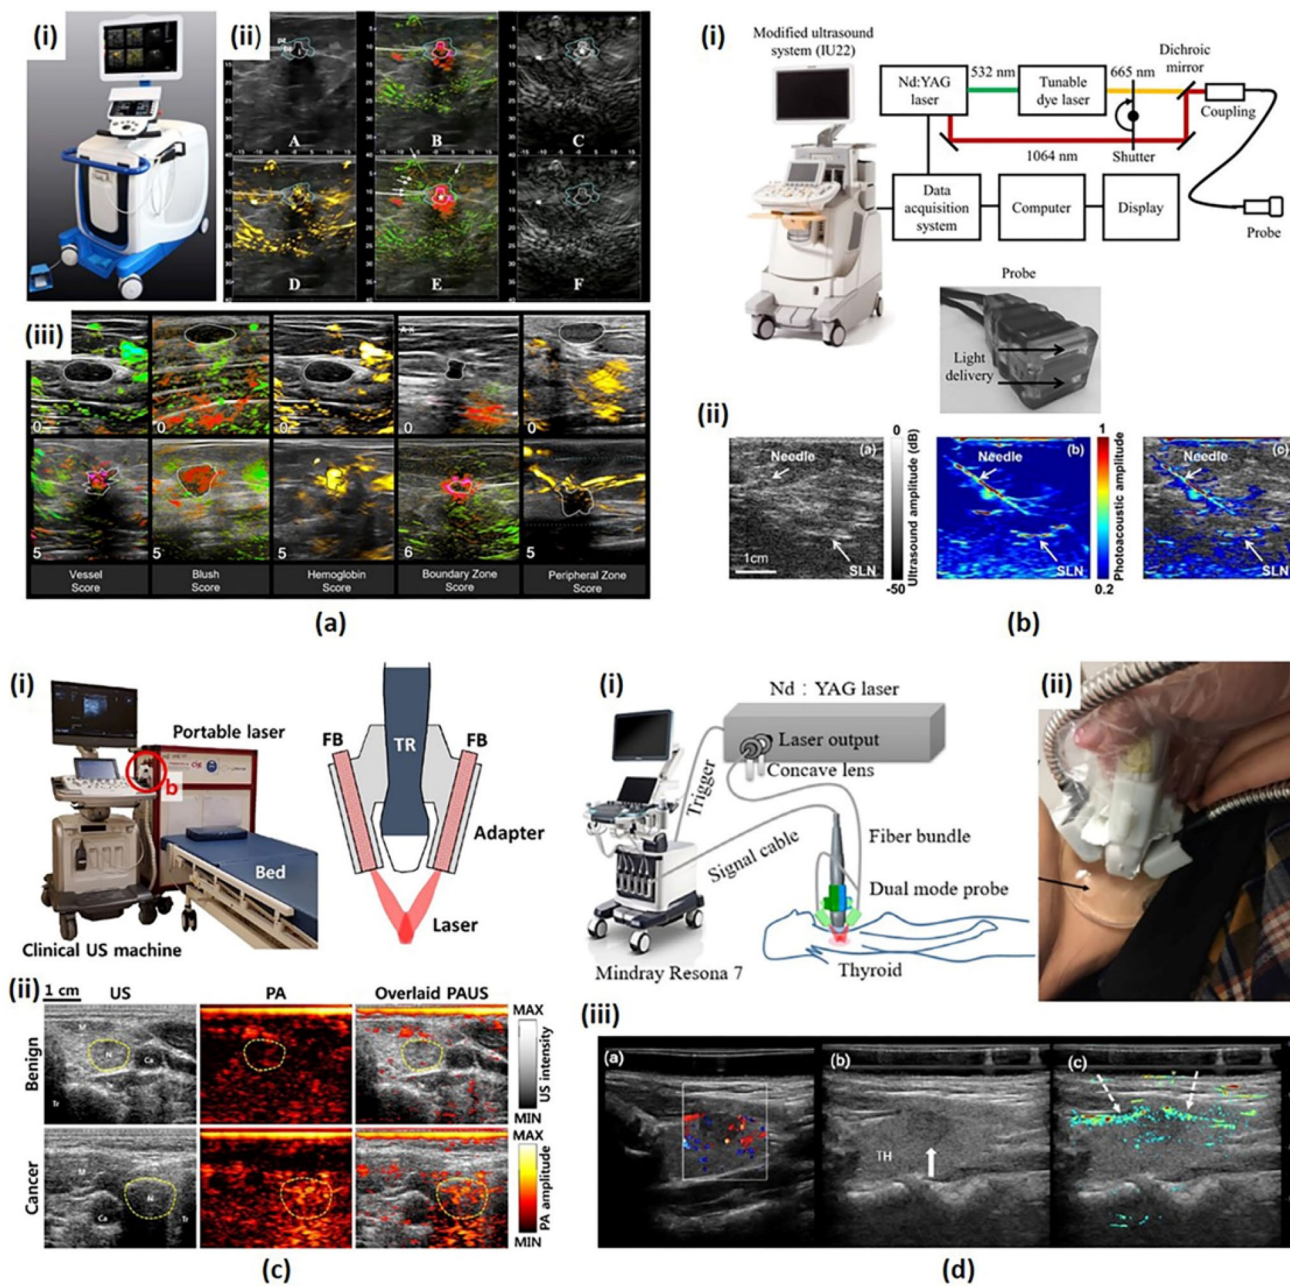 (i)
(ii)
A
B
C
D
E
F
(iii)
0
0
0
0
0
5
5
5
6
5
Vessel
Score
Blush
Score
Hemoglobin
Score
Boundary Zone
Score
Peripheral Zone
Score
(a)
(i)
Modified ultrasound
system (IU22)
Nd:YAG
laser
532 nm
Tunable
dye laser
665 nm
Dichroic
mirror
Coupling
1064 nm
Shutter
Data
acquisition
system
Computer
Display
Probe
Probe
Light
delivery
(ii)
(a)
Needle
1cm
SLN
0
Ultrasound amplitude (dB)
-50
(b)
Needle
SLN
1
Photoacoustic amplitude
0.2
(c)
Needle
SLN
(b)
(i)
Portable laser
b
Bed
Clinical US machine
FB
TR
FB
Adapter
Laser
(ii)
1 cm
US
PA
Overlaid PAUS
Benign
M
N
Ca
Tr
MAX
US intensity
MIN
Cancer
M
N
Ca
Tr
MAX
PA amplitude
MIN
(c)
(i)
Nd : YAG laser
Laser output
Concave lens
Trigger
Signal cable
Fiber bundle
Dual mode probe
Thyroid
Mindray Resona 7
(ii)
(iii)
(a)
(b)
TH
(c)
(d)